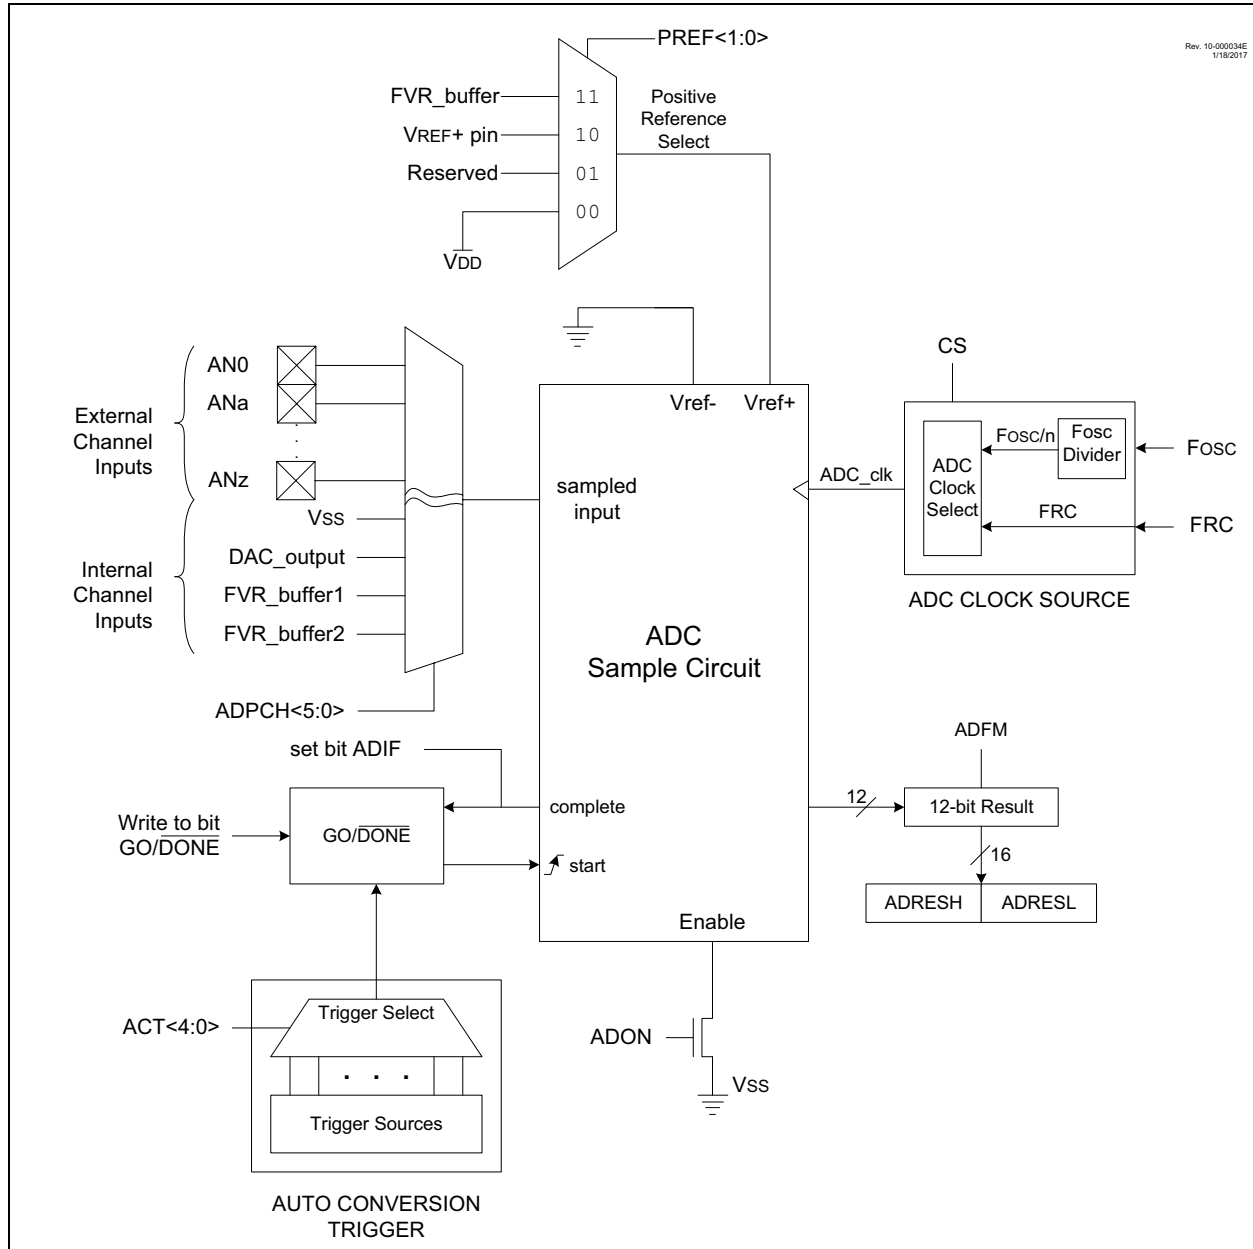 Rev. 10-000034E
1/18/2017
PREF<1:0>
FVR_buffer
11
VREF+ pin
10
Reserved
01
00
VDD
Positive
Reference
Select
External
Channel
Inputs
AN0
ANa
.
.
.
ANz
Internal
Channel
Inputs
VSS
DAC_output
FVR_buffer1
FVR_buffer2
ADPCH<5:0>
Vref-
Vref+
sampled
input
ADC
Sample Circuit
complete
start
Enable
CS
ADC_clk
ADC
Clock
Select
FOSC/n
Fosc
Divider
FOSC
FRC
FRC
ADC CLOCK SOURCE
set bit ADIF
Write to bit
GO/DONE
GO/DONE
ADFM
12
12-bit Result
16
ADRESH
ADRESL
ACT<4:0>
Trigger Select
. . .
Trigger Sources
AUTO CONVERSION
TRIGGER
ADON
VSS